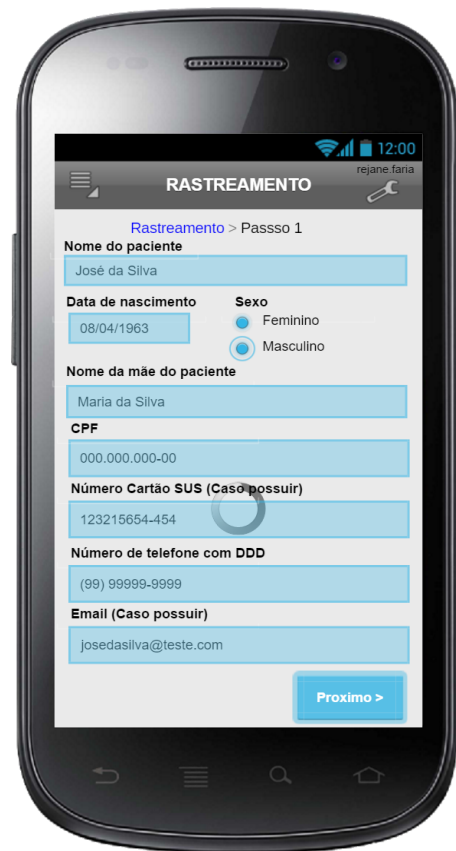 12:00
rejane.faria
RASTREAMENTO
Rastreamento > Passso 1
Nome do paciente
José da Silva
Data de nascimento Sexo
08/04/1963
Feminino
Masculino
Nome da mãe do paciente
Maria da Silva
CPF
000.000.000-00
Número Cartão SUS (Caso possuir)
123215654-454
Número de telefone com DDD
(99) 99999-9999
Email (Caso possuir)
josedasilva@teste.com
Proximo >